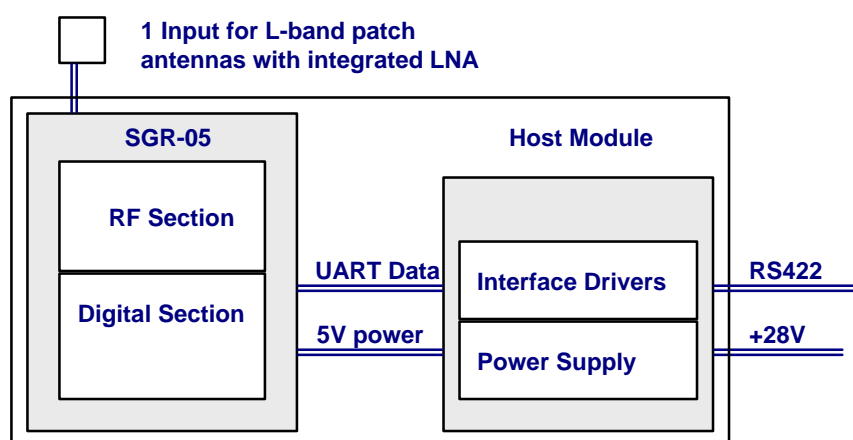 1 Input for L-band patch
antennas with integrated LNA
SGR-05
Host Module
RF Section
UART Data
Interface Drivers
RS422
Digital Section
5V power
Power Supply
+28V